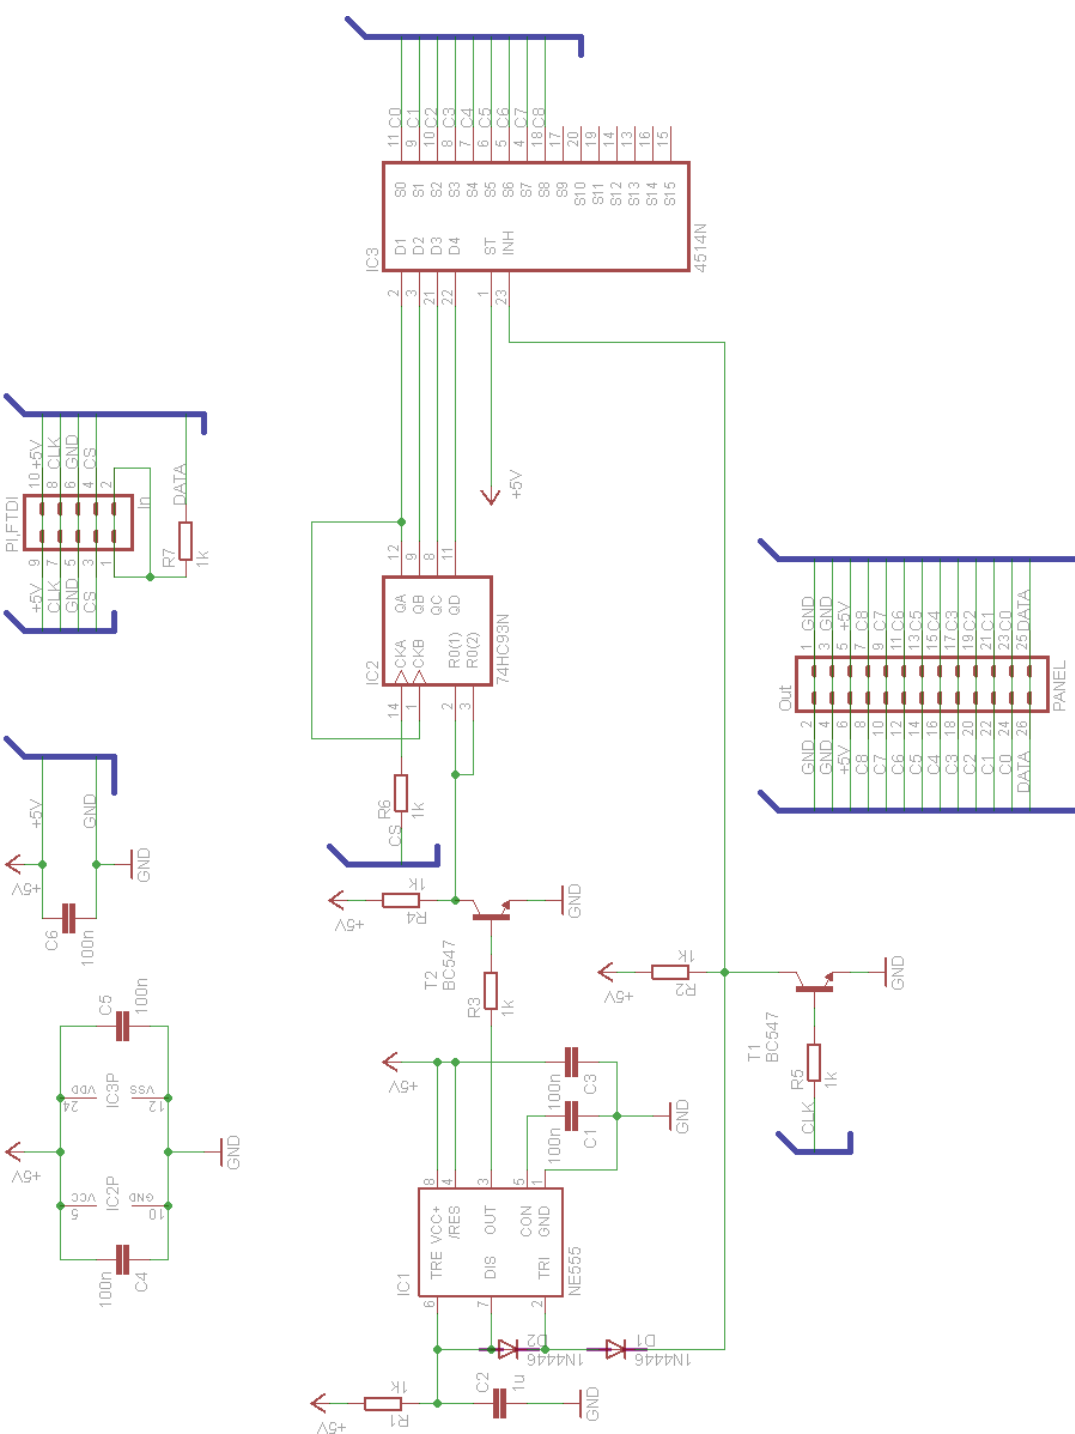 11 C0
9 C1
10 C2
8 C3
7 C4
6 C5
5 C6
4 C7
18 C8
17
20
19
14
13
16
15
S0
S1
S2
S3
S4
S5
S6
S7
S8
S9
S10
S11
S12
S13
S14
S15
D1
D2
D3
D4
ST
INH
IC3
4514N
2
3
21
22
1
23
+5V
10 +5V
8 CLK
6 GND
4 CS
2
DATA
PI,FTDI
In
R7
1k
9
7
5
3
1
+5V
CLK
GND
CS
12
9
8
11
QA
QB
QC
QD
CKA
CKB
R0(1)
R0(2)
IC2
74HC93N
14
1
2
3
R6
1k
CS
1 GND
3 GND
5 +5V
7 C8
9 C7
11 C6
13 C5
15 C4
17 C3
19 C2
21 C1
23 C0
25 DATA
Out
PANEL
2
4
6
8
10
12
14
16
18
20
22
24
26
GND
GND
+5V
C8
C7
C6
C5
C4
C3
C2
C1
C0
DATA
+5V
GND
+5V
GND
C6
100n
+5V
1k
R4
GND
T2
BC547
R3
1k
1k
+5V
R2
GND
T1
BC547
R5
1k
CLK
C5
100n
VDD
24
IC3P
VSS
12
+5V
GND
VCC
5
IC2P
GND
10
100n
C4
+5V
100n
C3
100n
C1
GND
8
4
3
5
1
VCC+
/RES
OUT
CON
GND
TRE
DIS
TRI
IC1
NE555
6
7
2
D2
1N4446
D1
1N4446
1k
+5V
R1
C2
1u
GND